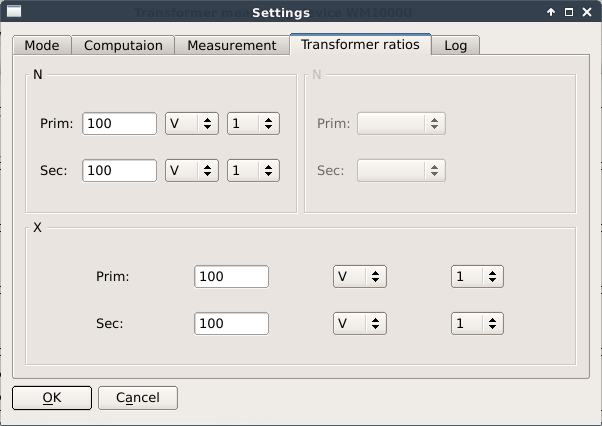 Settings
Mode Computaion Measurement Transformer ratios Log
N
Prim: 100 V 1
Sec: 100 V 1
N
Prim:
Sec:
X
Prim: 100 V 1
Sec: 100 V 1
OK Cancel